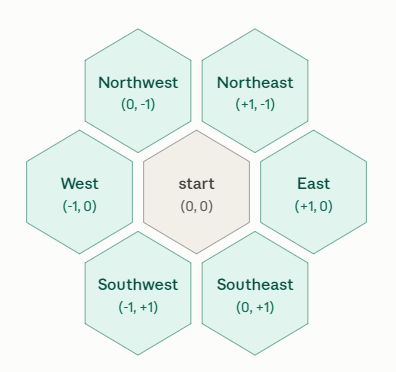 Northwest
(0, -1)
Northeast
(+1, -1)
West
(-1, 0)
start
(0, 0)
East
(+1, 0)
Southwest
(-1, +1)
Southeast
(0, +1)